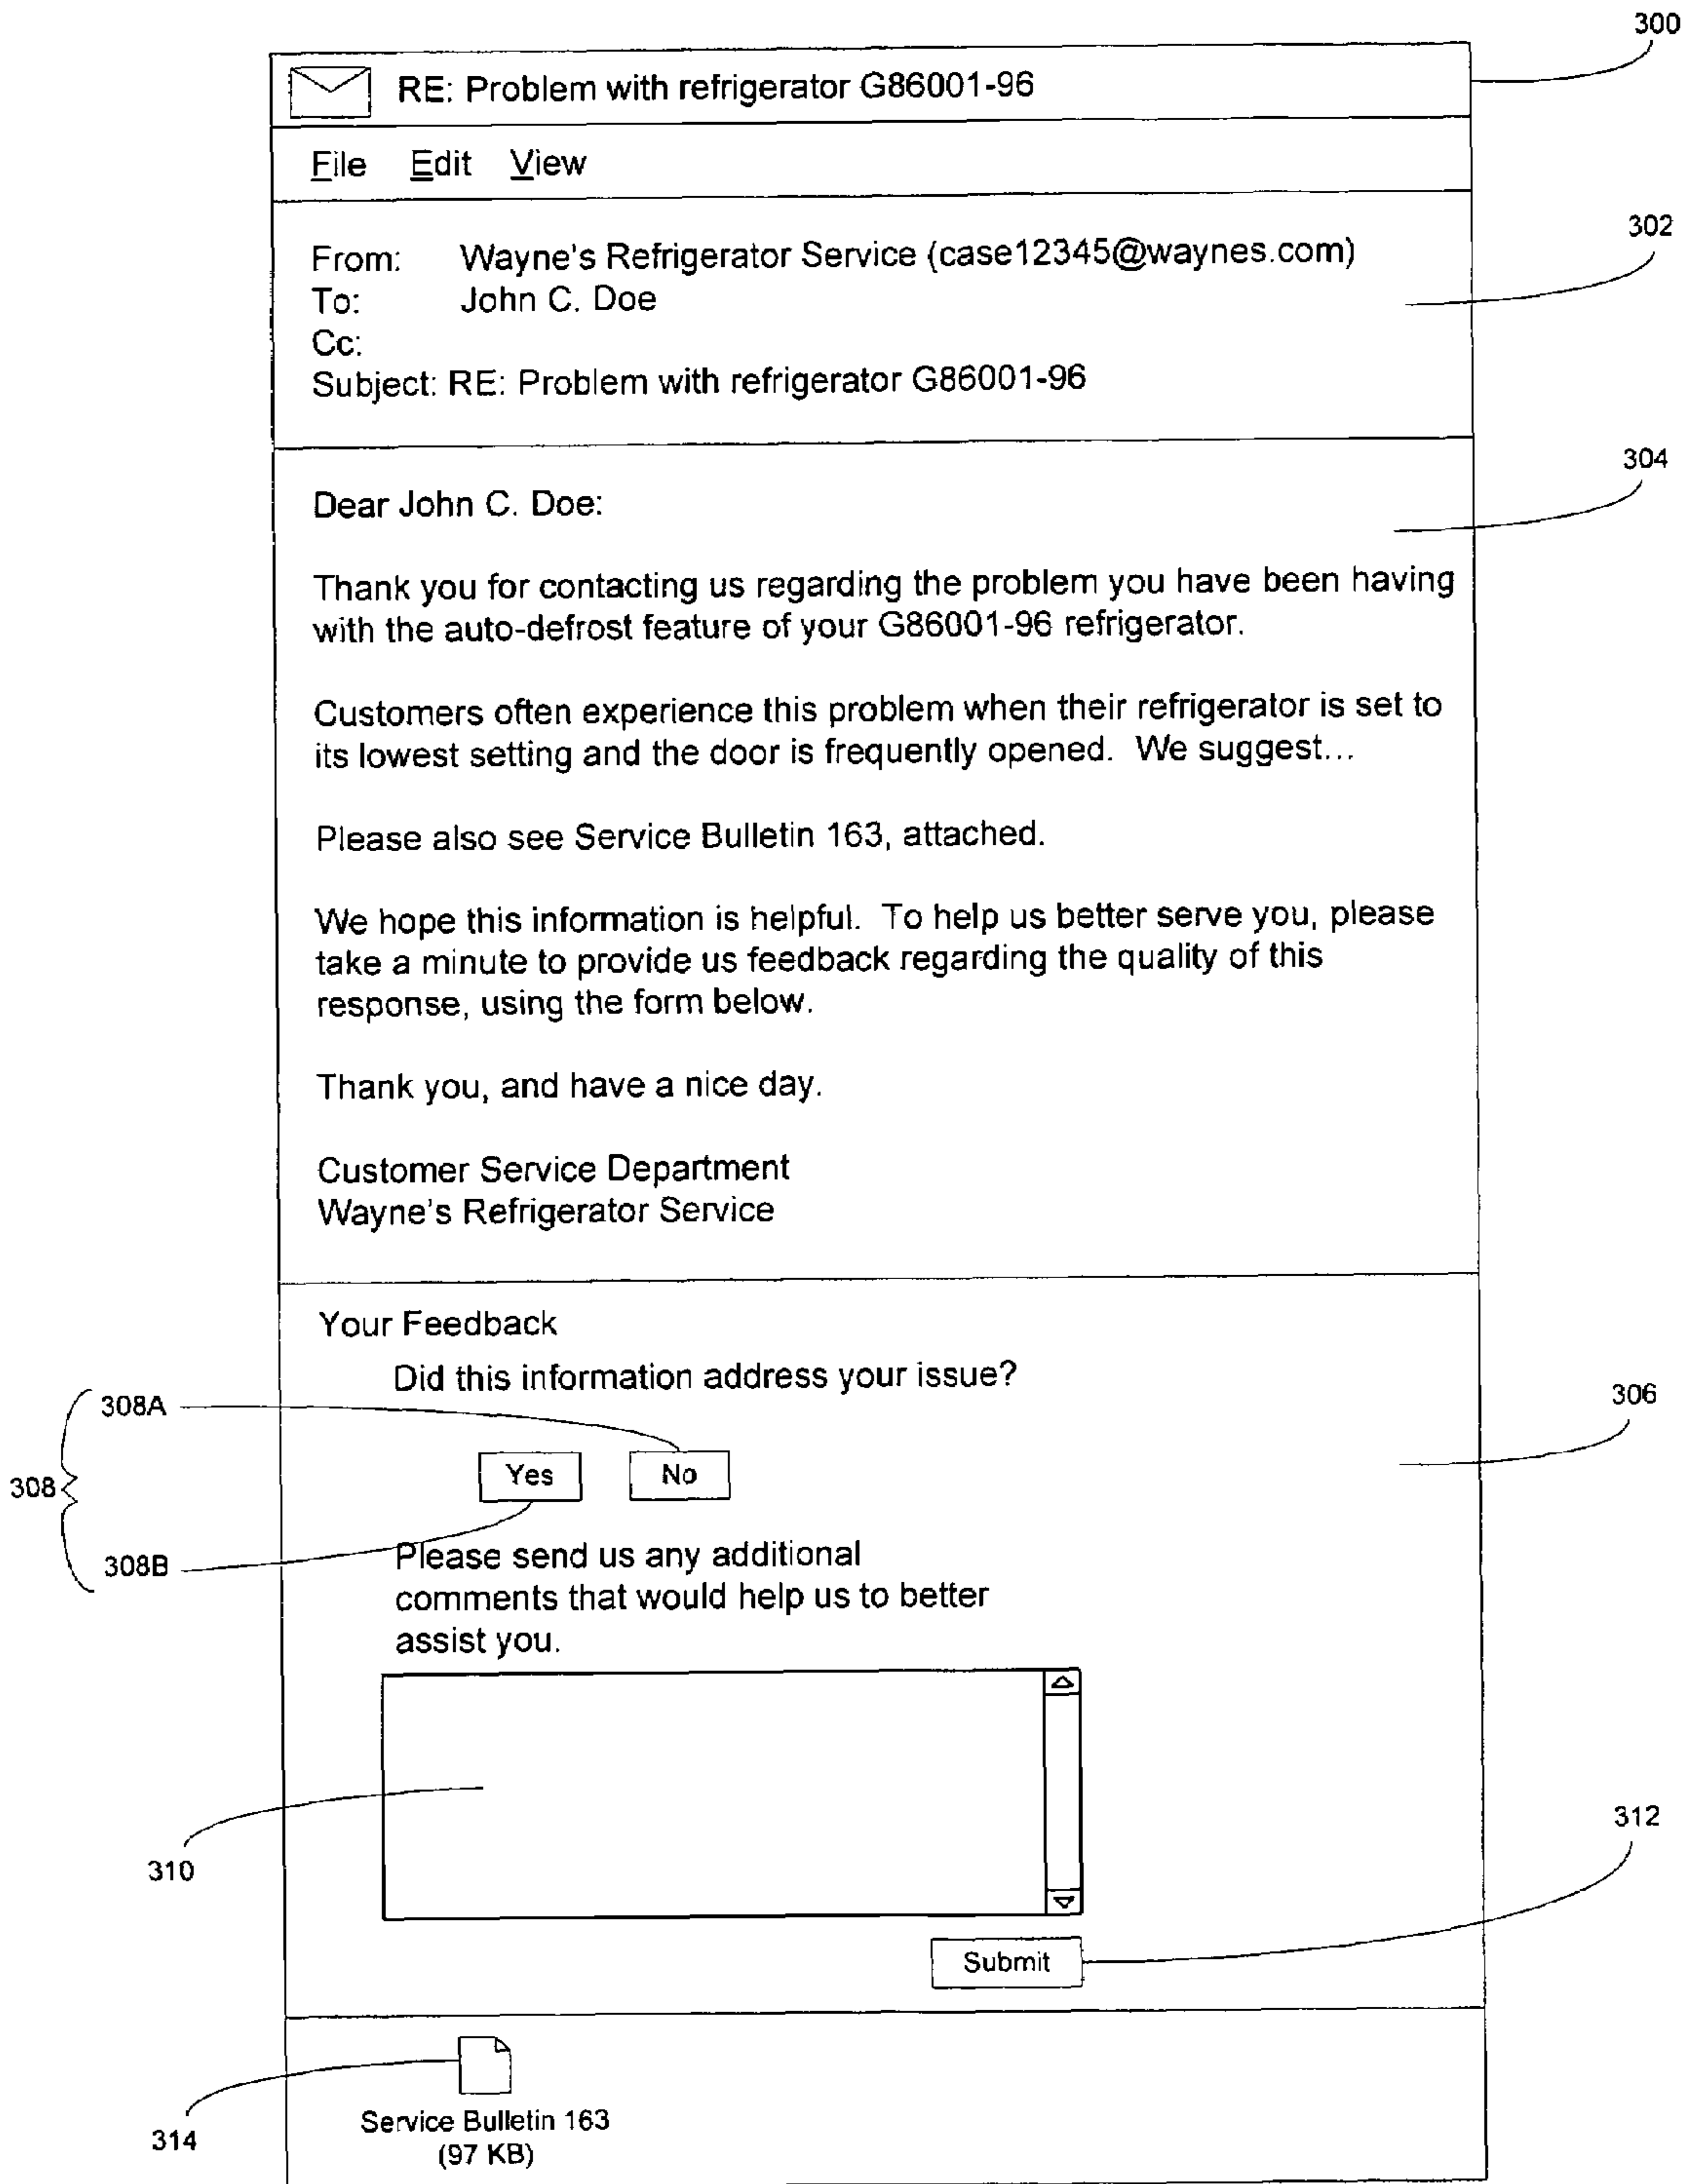 300
RE: Problem with refrigerator G86001-96
File Edit View
302
From: Wayne's Refrigerator Service (case12345@waynes.com)
To: John C. Doe
Cc:
Subject: RE: Problem with refrigerator G86001-96
304
Dear John C. Doe:
Thank you for contacting us regarding the problem you have been having
with the auto-defrost feature of your G86001-96 refrigerator.
Customers often experience this problem when their refrigerator is set to
its lowest setting and the door is frequently opened. We suggest...
Please also see Service Bulletin 163, attached.
We hope this information is helpful. To help us better serve you, please
take a minute to provide us feedback regarding the quality of this
response, using the form below.
Thank you, and have a nice day.
Customer Service Department
Wayne's Refrigerator Service
Your Feedback
Did this information address your issue?
308A
306
308
Yes No
308B
Please send us any additional
comments that would help us to better
assist you.
310
312
Submit
314
Service Bulletin 163
(97 KB)